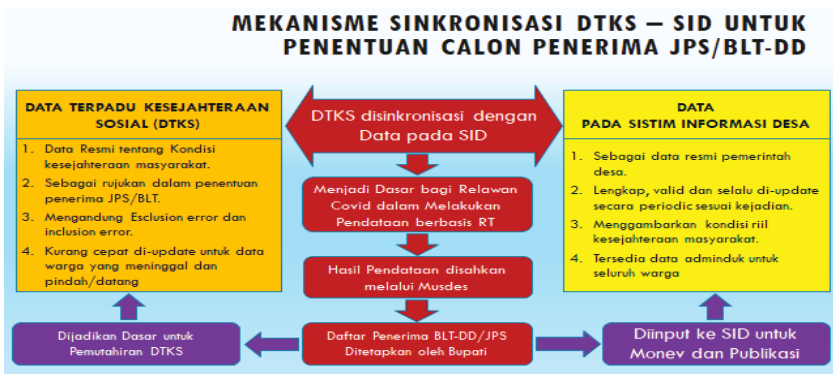 MEKANISME SINKRONISASI DTKS – SID UNTUK
PENENTUAN CALON PENERIMA JPS/BLT-DD
DATA TERPADU KESEJAHTERAAN
SOSIAL (DTKS)
1. Data Resmi tentang Kondisi
kesejahteraan masyarakat.
2. Sebagai rujukan dalam penentuan
penerima JPS/BLT.
3. Mengandung Esclusion error dan
inclusion error.
4. Kurang cepat di-update untuk data
warga yang meninggal dan
pindah/datang
DTKS disinkronisasi dengan
Data pada SID
Menjadi Dasar bagi Relawan
Covid dalam Melakukan
Pendataan berbasis RT
Hasil Pendataan disahkan
melalui Musdes
Daftar Penerima BLT-DD/JPS
Ditetapkan oleh Bupati
DATA
PADA SISTIM INFORMASI DESA
1. Sebagai data resmi pemerintah
desa.
2. Lengkap, valid dan selalu di-update
secara periodic sesuai kejadian.
3. Menggambarkan kondisi riil
kesejahteraan masyarakat.
4. Tersedia data adminduk untuk
seluruh warga
Dijadikan Dasar untuk
Pemutahiran DTKS
Diinput ke SID untuk
Monev dan Publikasi